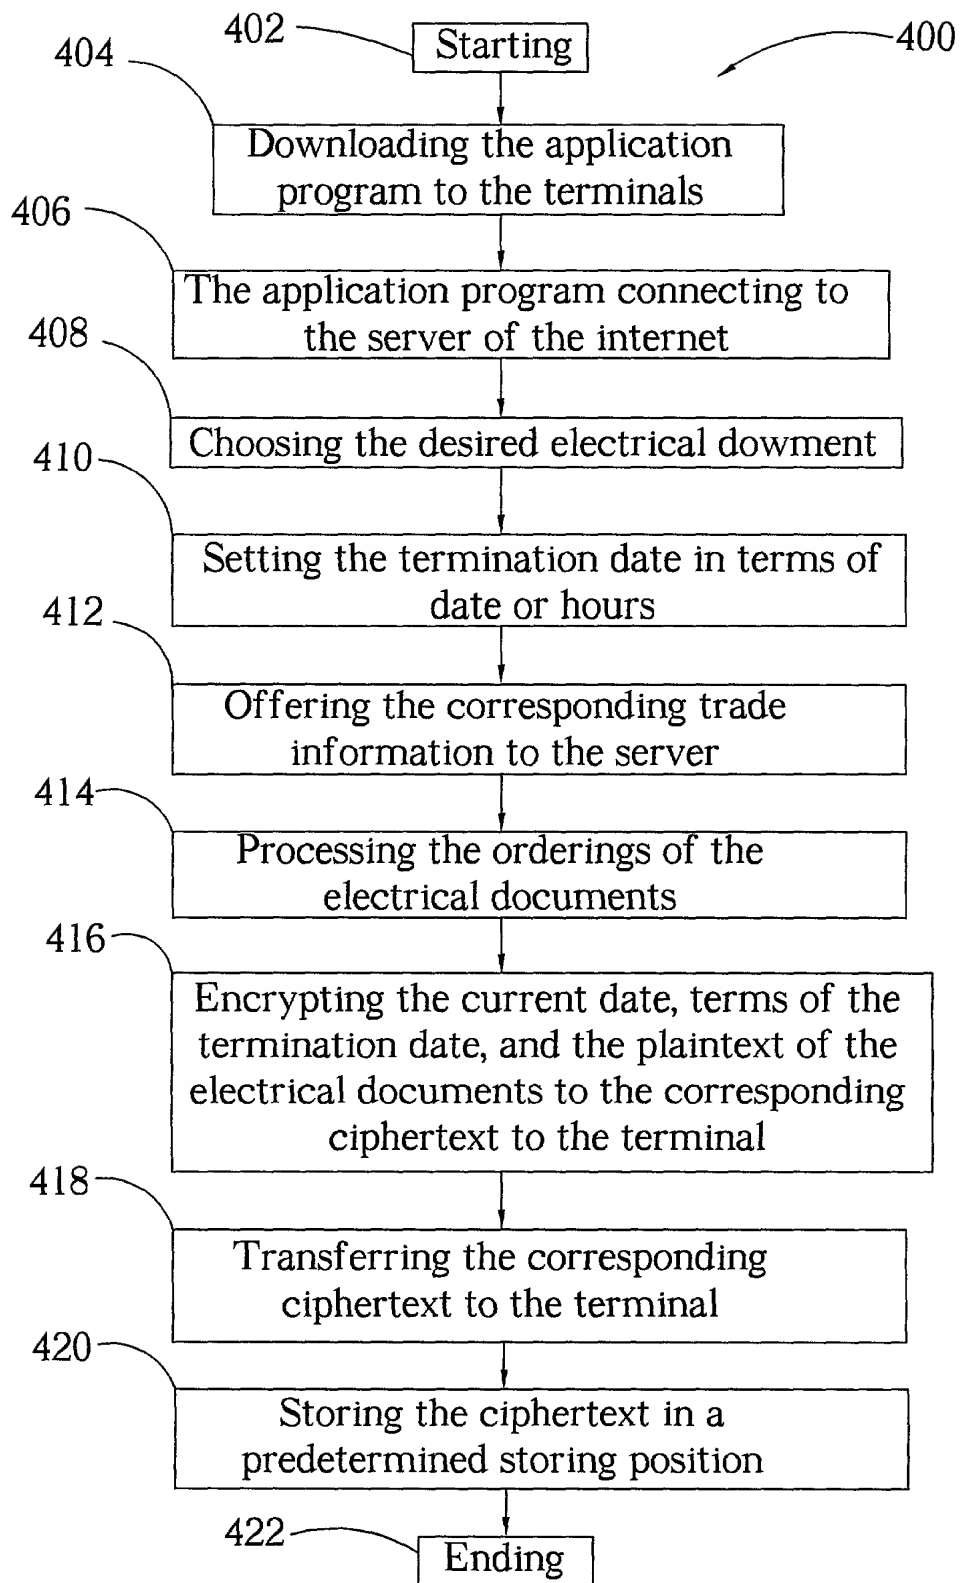 402
Starting
400
404
Downloading the application
program to the terminals
406
The application program connecting to
the server of the internet
408
Choosing the desired electrical dowment
410
Setting the termination date in terms of
date or hours
412
Offering the corresponding trade
information to the server
414
Processing the orderings of the
electrical documents
416
Encrypting the current date, terms of the
termination date, and the plaintext of the
electrical documents to the corresponding
ciphertext to the terminal
418
Transferring the corresponding
ciphertext to the terminal
420
Storing the ciphertext in a
predetermined storing position
422
Ending